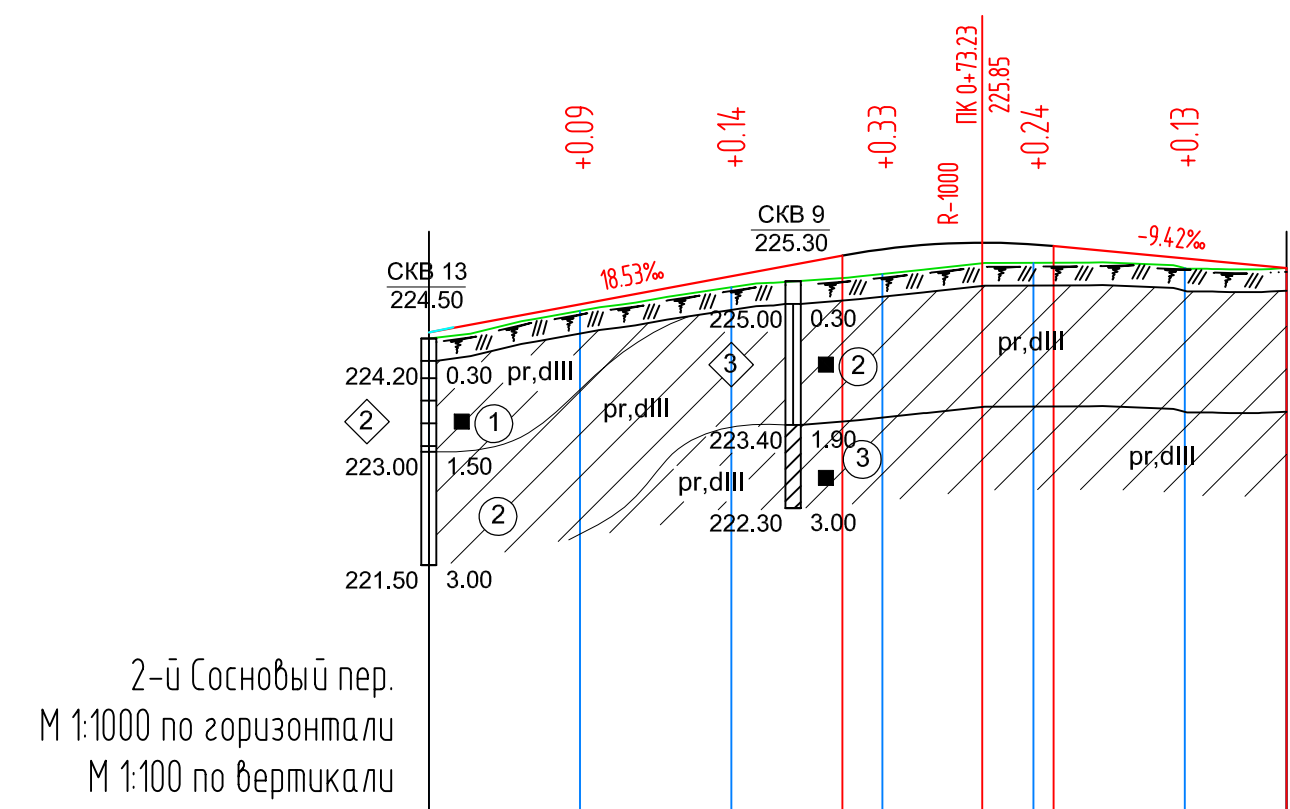 ПК 0+73.23
225.85
+0.09
+0.14
+0.33
+0.24
+0.13
R-1000
СКВ 9
225.30
-9.42‰
18.53‰
СКВ 13
224.50
225.00 0.30
pr,dIII
224.20 0.30
pr,dIII
3
2
pr,dIII
2
1
223.40 1.90
3
pr,dIII
223.00 1.50
pr,dIII
2
222.30 3.00
221.50 3.00
2-й Сосновый пер.
М 1:1000 по горизонтали
М 1:100 по вертикали